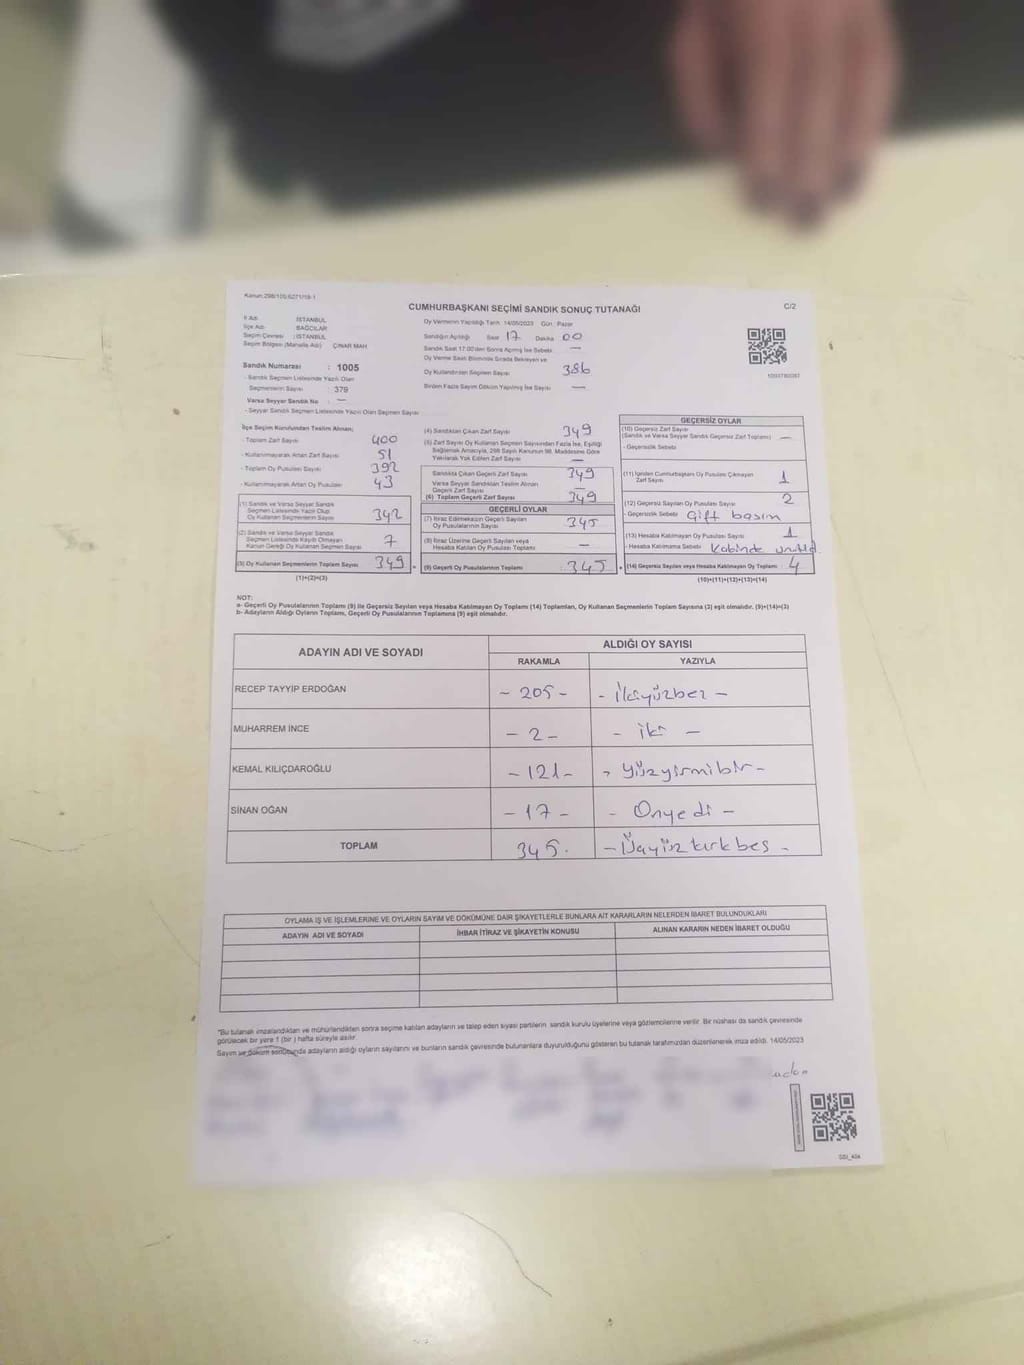 Kanun:298/105;6271/18-1
CUMHURBAŞKANI SEÇİMİ SANDIK SONUÇ TUTANAĞI
C/2
İl Adı : İSTANBUL
İlçe Adı : BAĞCILAR
Seçim Çevresi : İSTANBUL
Seçim Bölgesi (Mahalle Adı) : ÇINAR MAH
Sandık Numarası : 1005
- Sandık Seçmen Listesinde Yazılı Olan
Seçmenlerin Sayısı : 379
Varsa Seyyar Sandık No : —
- Seyyar Sandık Seçmen Listesinde Yazılı Olan Seçmen Sayısı
Oy Vermenin Yapıldığı Tarih 14/05/2023 Gün : Pazar
Sandığın Açıldığı Saat 17 Dakika 00
Sandık Saat 17.00'den Sonra Açılmış İse Sebebi : —
Oy Verme Saati Bitiminde Sırada Bekleyen ve
Oy Kullandırılan Seçmen Sayısı 386
Birden Fazla Sayım Döküm Yapılmış İse Sayısı —
İlçe Seçim Kurulundan Teslim Alınan;
- Toplam Zarf Sayısı : 400
- Kullanılmayarak Artan Zarf Sayısı : 51
- Toplam Oy Pusulası Sayısı : 392
- Kullanılmayarak Artan Oy Pusulası : 43
(1) Sandık ve Varsa Seyyar Sandık
Seçmen Listesinde Yazılı Olup
Oy Kullanan Seçmenlerin Sayısı : 342
(2) Sandık ve Varsa Seyyar Sandık
Seçmen Listesinde Kayıtlı Olmayan
Kanun Gereği Oy Kullanan Seçmen Sayısı : 7
(3) Oy Kullanan Seçmenlerin Toplam Sayısı : 349
(1)+(2)=(3)
(4) Sandıktan Çıkan Zarf Sayısı : 349
(5) Zarf Sayısı Oy Kullanan Seçmen Sayısından Fazla İse, Eşitliği
Sağlamak Amacıyla, 298 Sayılı Kanunun 98. Maddesine Göre
Yakılarak Yok Edilen Zarf Sayısı : —
Sandıkta Çıkan Geçerli Zarf Sayısı : 349
Varsa Seyyar Sandıktan Teslim Alınan
Geçerli Zarf Sayısı : —
(6) Toplam Geçerli Zarf Sayısı : 349
GEÇERLİ OYLAR
(7) İtiraz Edilmeksizin Geçerli Sayılan
Oy Pusulalarının Sayısı : 345
(8) İtiraz Üzerine Geçerli Sayılan veya
Hesaba Katılan Oy Pusulası Toplamı : —
(9) Geçerli Oy Pusulalarının Toplamı : 345
GEÇERSİZ OYLAR
(10) Geçersiz Zarf Sayısı
(Sandık ve Varsa Seyyar Sandık Geçersiz Zarf Toplamı) : —
- Geçersizlik Sebebi
(11) İçinden Cumhurbaşkanı Oy Pusulası Çıkmayan
Zarf Sayısı : 1
(12) Geçersiz Sayılan Oy Pusulası Sayısı : 2
- Geçersizlik Sebebi : Çift basım
(13) Hesaba Katılmayan Oy Pusulası Sayısı : 1
- Hesaba Katılmama Sebebi : Kabinde unutuld.
(14) Geçersiz Sayılan veya Hesaba Katılmayan Oy Toplamı : 4
(10)+(11)+(12)+(13)=(14)
NOT:
a- Geçerli Oy Pusulalarının Toplamı (9) ile Geçersiz Sayılan veya Hesaba Katılmayan Oy Toplamı (14) Toplamları, Oy Kullanan Seçmenlerin Toplam Sayısına (3) eşit olmalıdır. (9)+(14)=(3)
b- Adayların Aldığı Oyların Toplamı, Geçerli Oy Pusulalarının Toplamına (9) eşit olmalıdır.
ADAYIN ADI VE SOYADI
ALDIĞI OY SAYISI
RAKAMLA YAZIYLA
RECEP TAYYİP ERDOĞAN - 205 - - İkiyüzbeş -
MUHARREM İNCE - 2 - - iki -
KEMAL KILIÇDAROĞLU - 121 - - Yüzyirmibir -
SİNAN OĞAN - 17 - - Onyedi -
TOPLAM 345. - Üçyüzkırkbeş -
OYLAMA İŞ VE İŞLEMLERİNE VE OYLARIN SAYIM VE DÖKÜMÜNE DAİR ŞİKAYETLERLE BUNLARA AİT KARARLARIN NELERDEN İBARET BULUNDUKLARI
ADAYIN ADI VE SOYADI İHBAR İTİRAZ VE ŞİKAYETİN KONUSU ALINAN KARARIN NEDEN İBARET OLDUĞU
"Bu tutanak imzalandıktan ve mühürlendikten sonra seçime katılan adayların ve talep eden siyasi partilerin, sandık kurulu üyelerine veya gözlemcilerine verilir. Bir nüshası da sandık çevresinde
görülecek bir yere 1 (bir) hafta süreyle asılır.
Sayım ve döküm sonucunda adayların aldığı oyların sayılarını ve bunların sandık çevresinde bulunanlara duyurulduğunu gösteren bu tutanak tarafımızdan düzenlenerek imza edildi. 14/05/2023